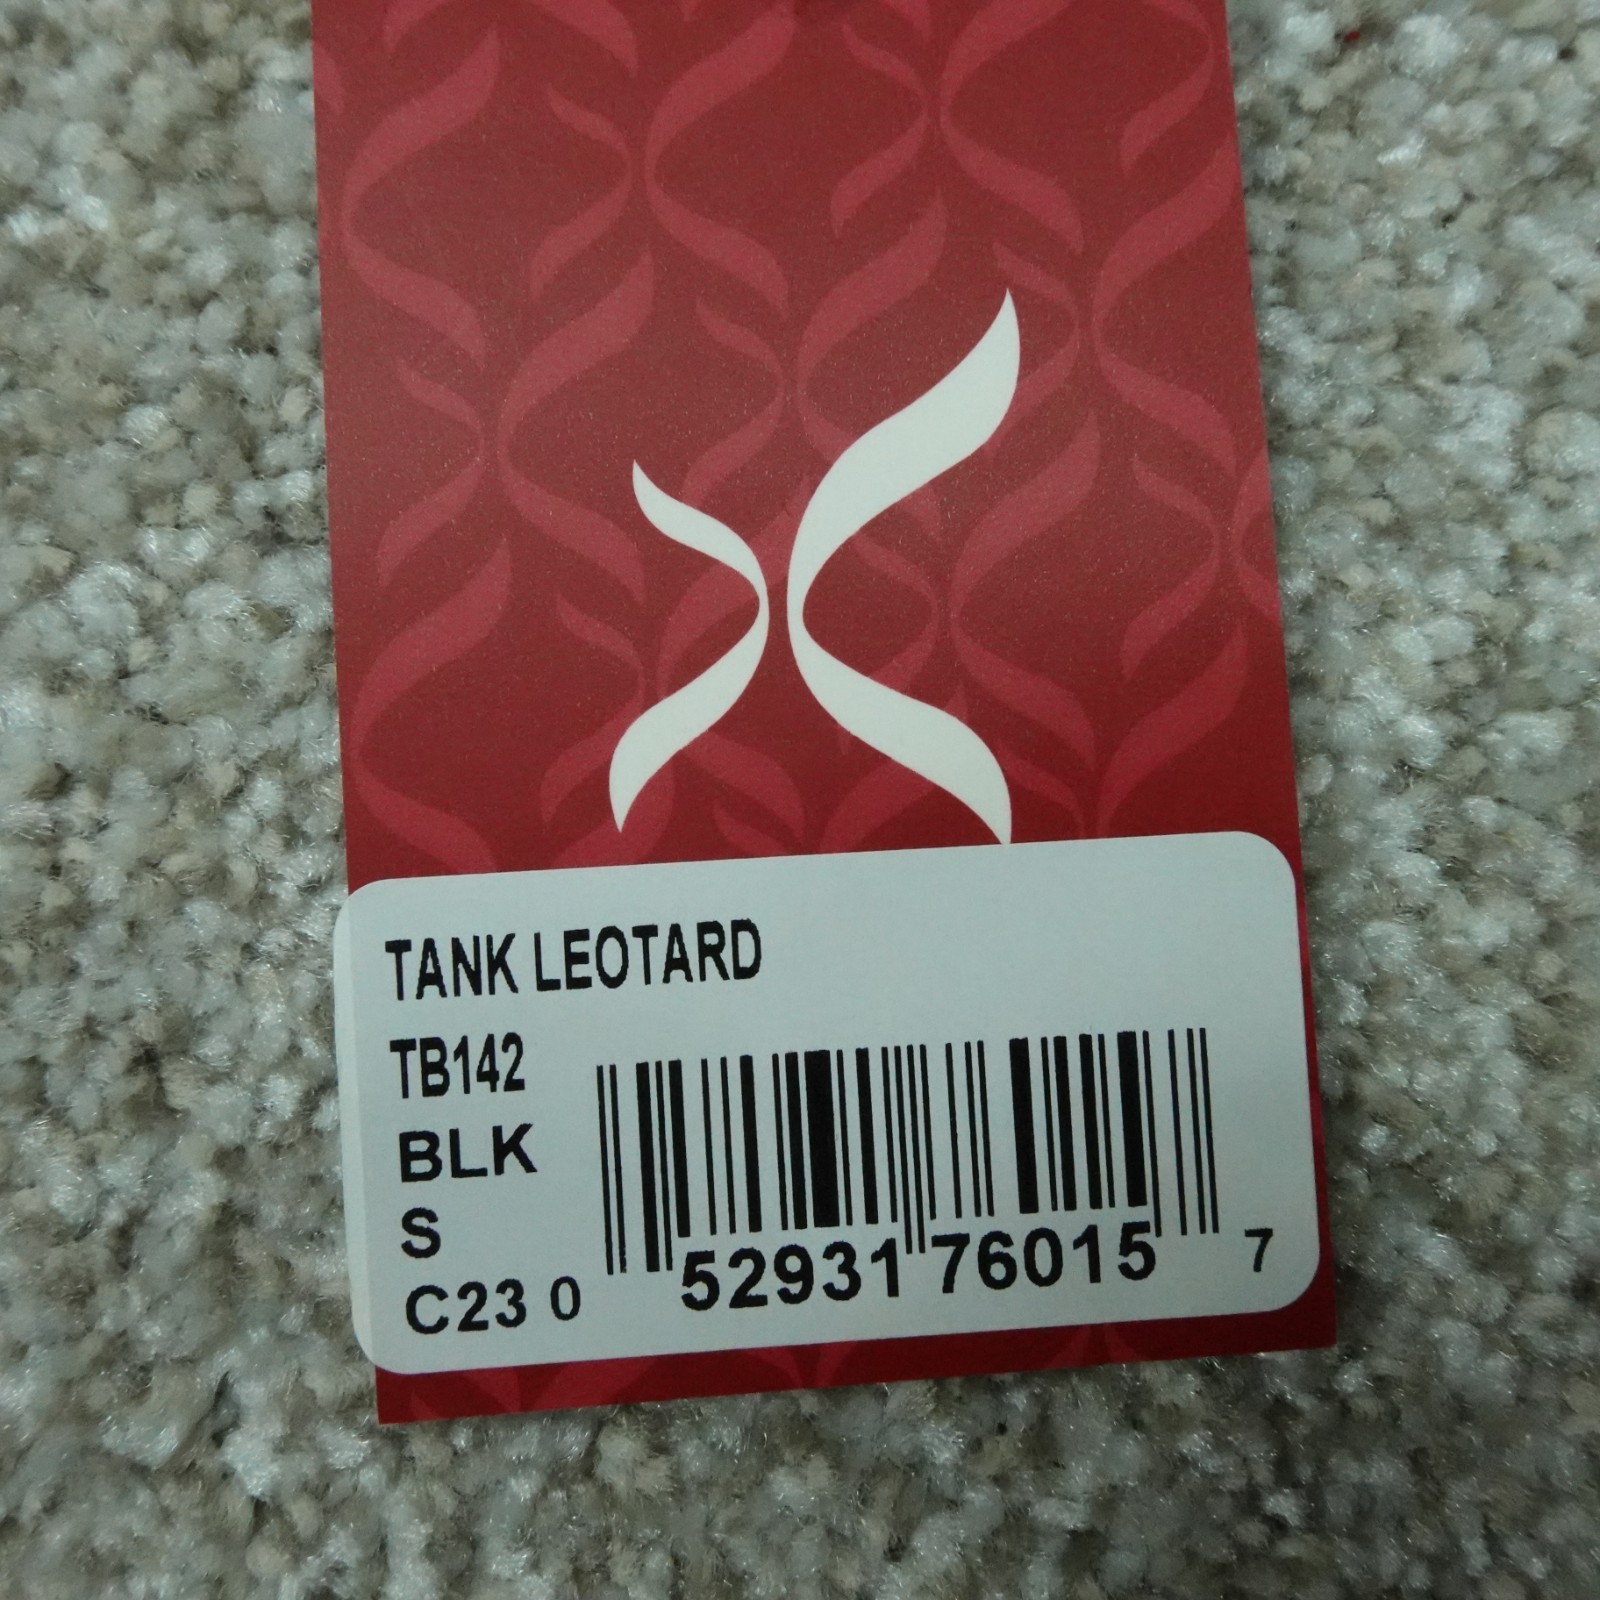 TANK LEOTARD
TB142
BLK
S
C23 0 52931 76015 7